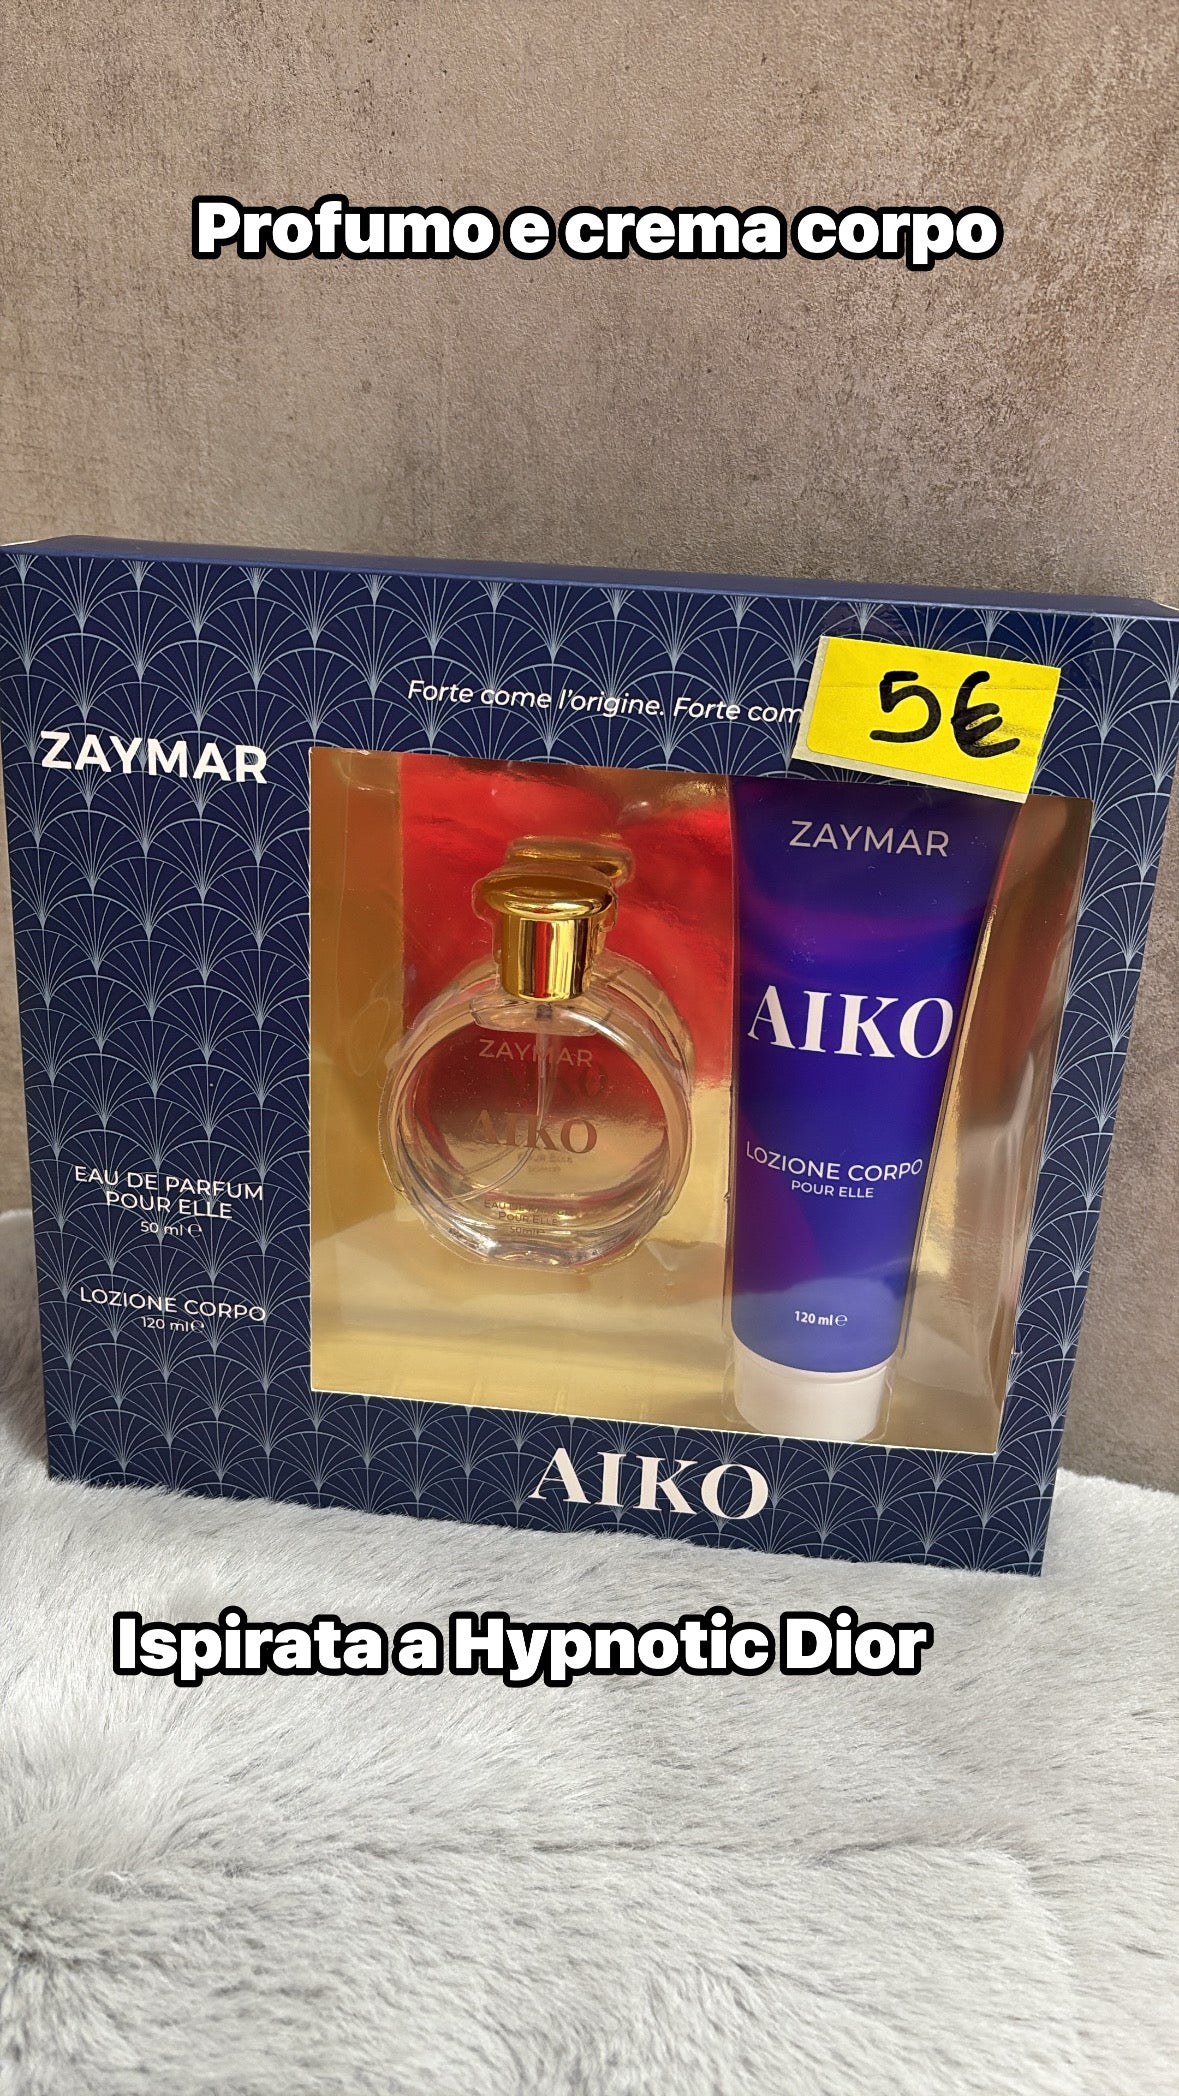 Profumo e crema corpo
Forte come l'origine. Forte com
5€
ZAYMAR
ZAYMAR
AIKO
LOZIONE CORPO
POUR ELLE
120 ml℮
ZAYMAR
AIKO
EAU DE PARFUM
POUR ELLE
50 ml℮
LOZIONE CORPO
120 ml℮
AIKO
Ispirata a Hypnotic Dior